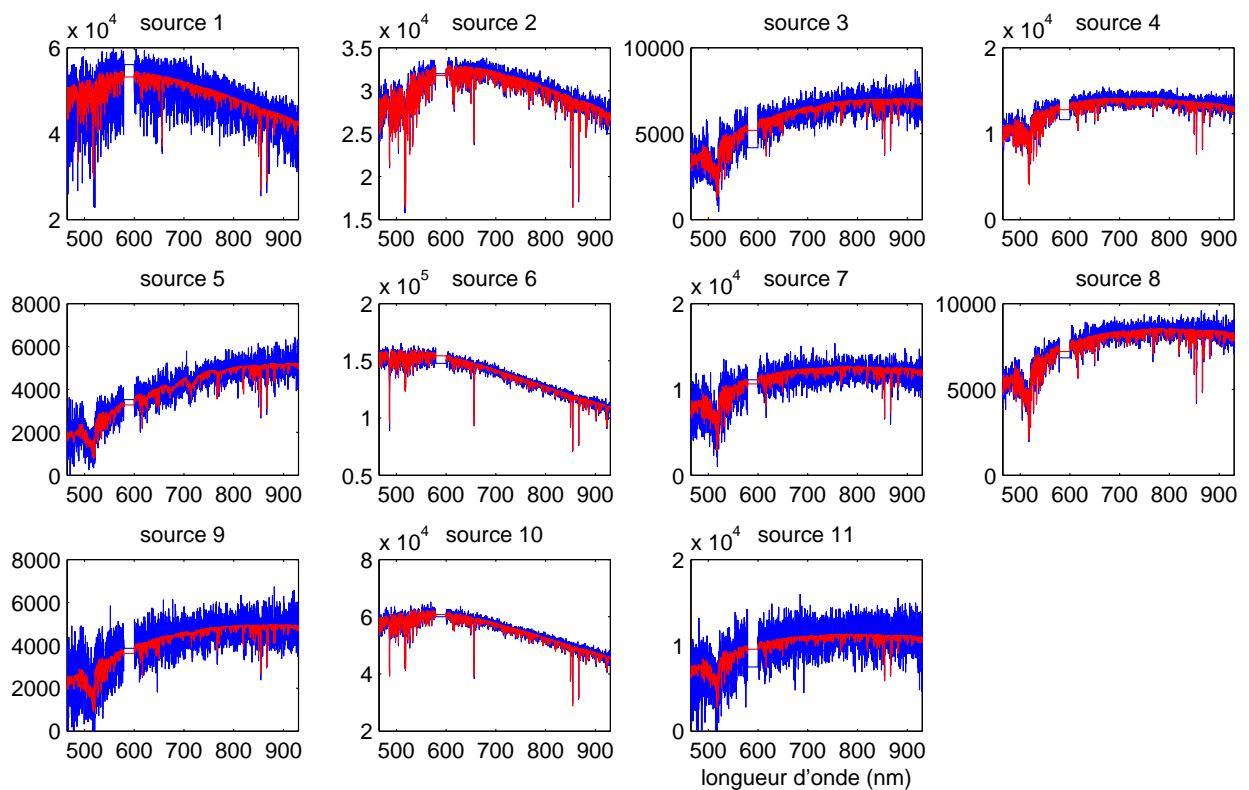 x 10^4 source 1
6
4
2
500 600 700 800 900
x 10^4 source 2
3.5
3
2.5
2
1.5
500 600 700 800 900
source 3
10000
5000
0
500 600 700 800 900
x 10^4 source 4
2
1
0
500 600 700 800 900
source 5
8000
6000
4000
2000
0
500 600 700 800 900
x 10^5 source 6
2
1.5
1
0.5
500 600 700 800 900
x 10^4 source 7
2
1
0
500 600 700 800 900
source 8
10000
5000
0
500 600 700 800 900
source 9
8000
6000
4000
2000
0
500 600 700 800 900
x 10^4 source 10
8
6
4
2
500 600 700 800 900
x 10^4 source 11
2
1
0
500 600 700 800 900
longueur d'onde (nm)